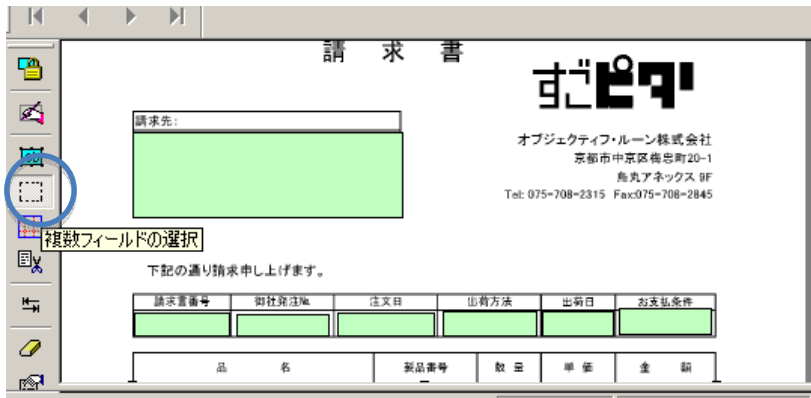 請　求　書
すごピタ!
請求先:
オブジェクティフ・ルーン株式会社
京都市中京区梅忠町20-1
烏丸アネックス 9F
Tel: 075-708-2315 Fax:075-708-2845
複数フィールドの選択
下記の通り請求申し上げます。
請求書番号 御社発注№ 注文日 出荷方法 出荷日 お支払条件
品　名 製品番号 数量 単価 金　額